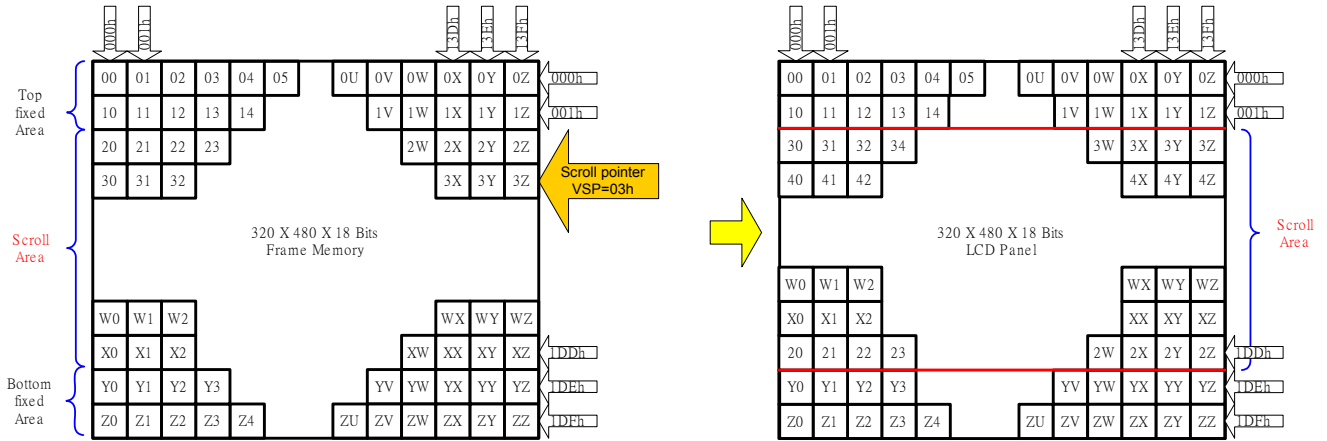 000h 001h 3Dh 3Eh 3Fh 000h 001h 3Dh 3Eh 3Fh
00 01 02 03 04 05 0U 0V 0W 0X 0Y 0Z 000h 00 01 02 03 04 05 0U 0V 0W 0X 0Y 0Z 000h
Top
fixed
Area
10 11 12 13 14 1V 1W 1X 1Y 1Z 001h 10 11 12 13 14 1V 1W 1X 1Y 1Z 001h
20 21 22 23 2W 2X 2Y 2Z 30 31 32 34 3W 3X 3Y 3Z
30 31 32 3X 3Y 3Z 40 41 42 4X 4Y 4Z
Scroll pointer
VSP=03h
Scroll
Area
320 X 480 X 18 Bits
Frame Memory
320 X 480 X 18 Bits
LCD Panel
Scroll
Area
W0 W1 W2 WX WY WZ W0 W1 W2 WX WY WZ
X0 X1 X2 XW XX XY XZ 1DDh X0 X1 X2 XX XY XZ
20 21 22 23 2W 2X 2Y 2Z 1DDh
Bottom
fixed
Area
Y0 Y1 Y2 Y3 YV YW YX YY YZ 1DEh Y0 Y1 Y2 Y3 YV YW YX YY YZ 1DEh
Z0 Z1 Z2 Z3 Z4 ZU ZV ZW ZX ZY ZZ 1DFh Z0 Z1 Z2 Z3 Z4 ZU ZV ZW ZX ZY ZZ 1DFh